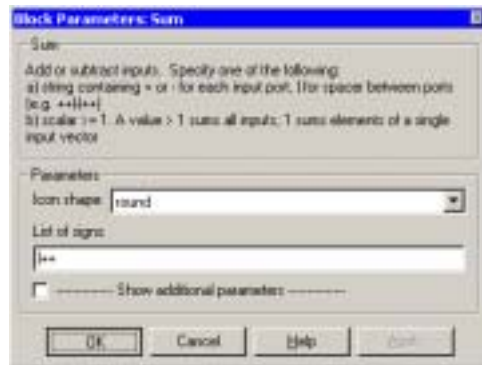 Block Parameters: Sum
Sum
Add or subtract inputs. Specify one of the following:
a) string containing + or - for each input port, | for spacer between ports
(e.g. ++|-|++)
b) scalar >= 1. A value > 1 sums all inputs; 1 sums elements of a single
input vector
Parameters
Icon shape: round
List of signs:
|++
---------- Show additional parameters ----------
OK Cancel Help Apply